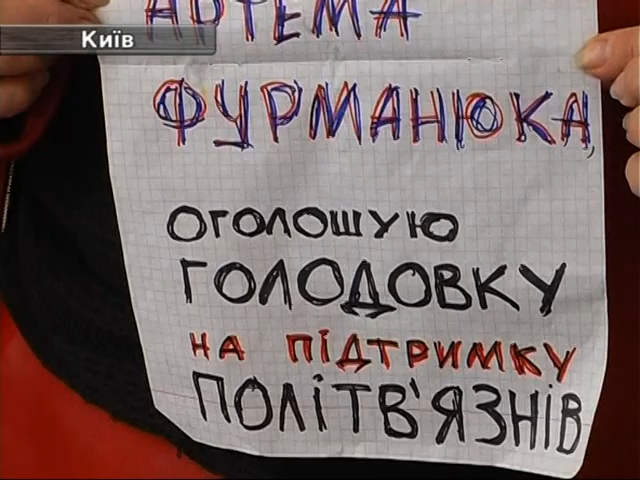 АРТЕМА
Київ
ФУРМАНЮКА,
ОГОЛОШУЮ
ГОЛОДОВКУ
НА ПІДТРИМКУ
ПОЛІТВ'ЯЗНІВ